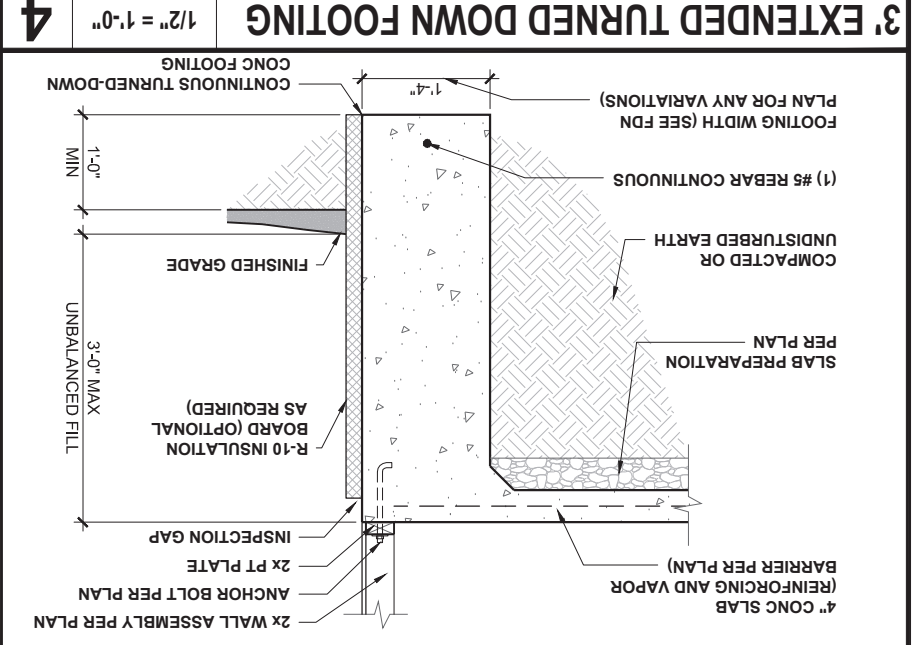 2x WALL ASSEMBLY PER PLAN
ANCHOR BOLT PER PLAN
2x PT PLATE
INSPECTION GAP
4" CONC SLAB
(REINFORCING AND VAPOR
BARRIER PER PLAN)
R-10 INSULATION
BOARD (OPTIONAL
AS REQUIRED)
3'-0" MAX
UNBALANCED FILL
SLAB PREPARATION
PER PLAN
COMPACTED OR
UNDISTURBED EARTH
FINISHED GRADE
(1) #5 REBAR CONTINUOUS
1'-0"
MIN
FOOTING WIDTH (SEE FDN
PLAN FOR ANY VARIATIONS)
1'-4"
CONTINUOUS TURNED-DOWN
CONC FOOTING
3' EXTENDED TURNED DOWN FOOTING
1/2" = 1'-0"
4